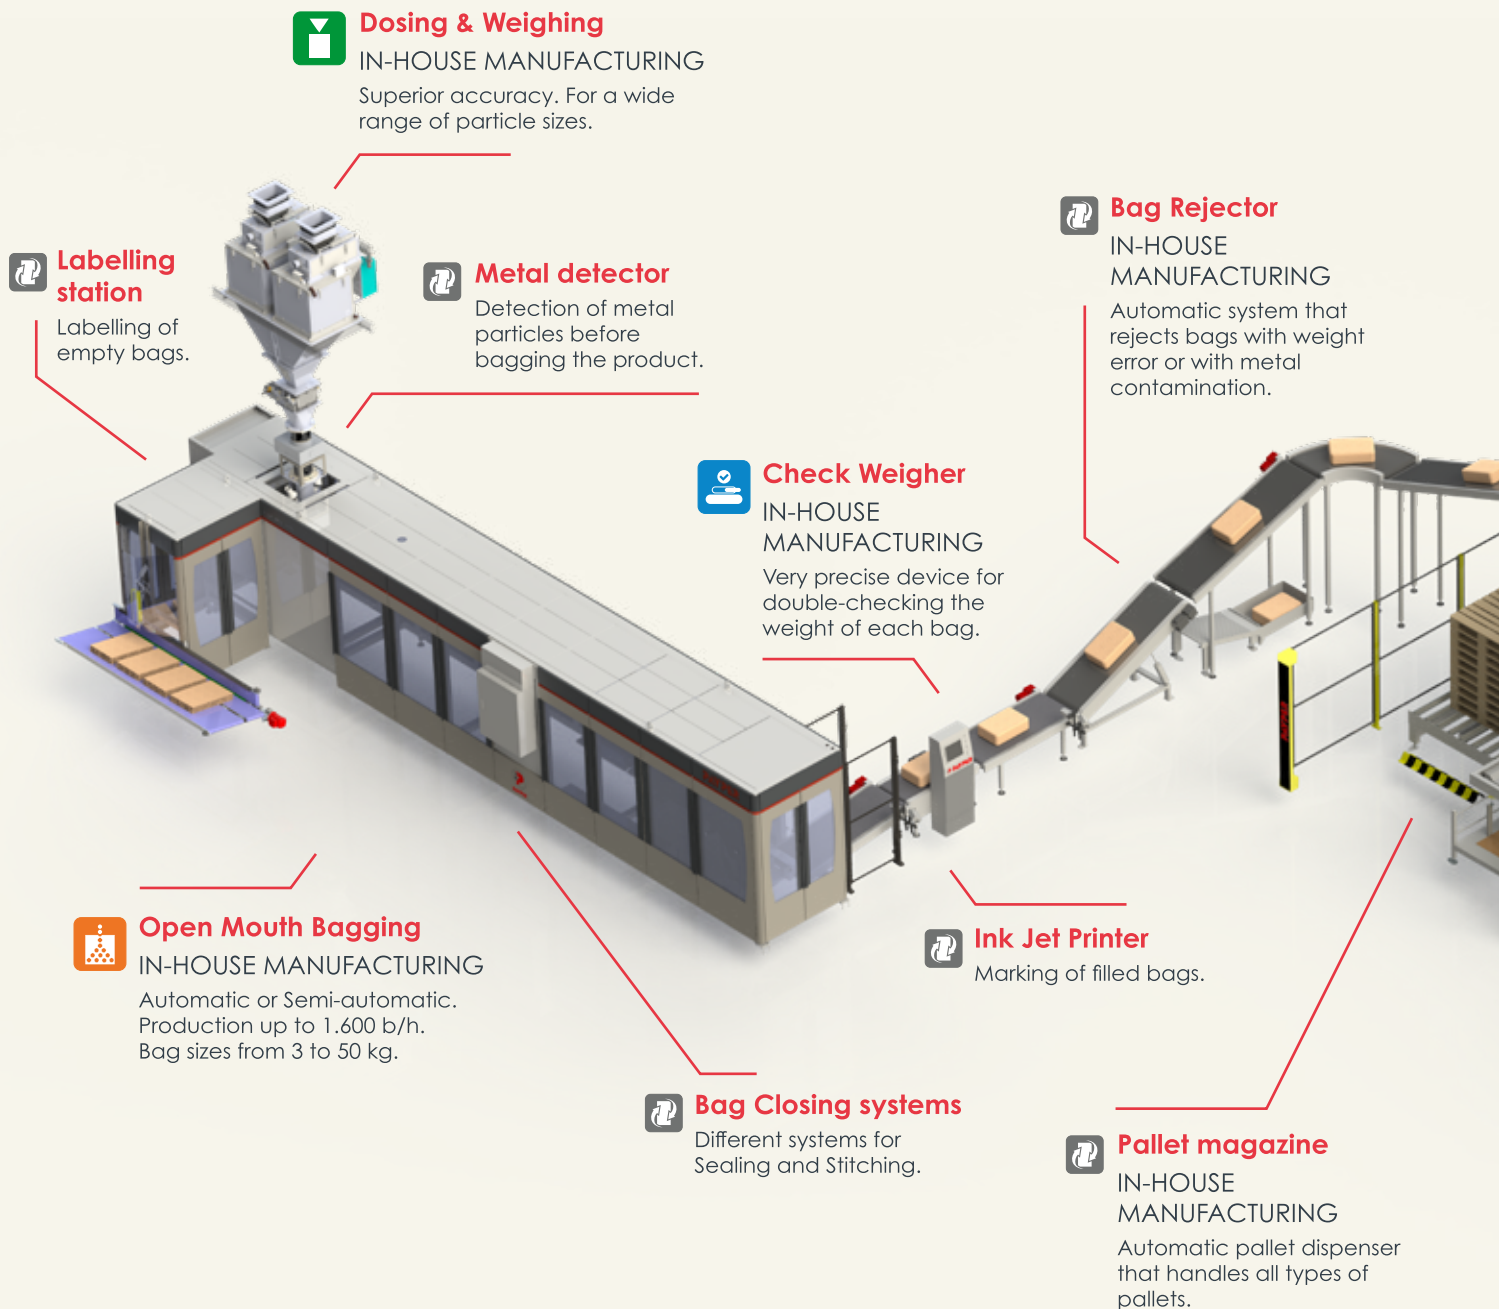 Dosing & Weighing
IN-HOUSE MANUFACTURING
Superior accuracy. For a wide
range of particle sizes.
Labelling
station
Labelling of
empty bags.
Metal detector
Detection of metal
particles before
bagging the product.
Bag Rejector
IN-HOUSE
MANUFACTURING
Automatic system that
rejects bags with weight
error or with metal
contamination.
Check Weigher
IN-HOUSE
MANUFACTURING
Very precise device for
double-checking the
weight of each bag.
Open Mouth Bagging
IN-HOUSE MANUFACTURING
Automatic or Semi-automatic.
Production up to 1.600 b/h.
Bag sizes from 3 to 50 kg.
Ink Jet Printer
Marking of filled bags.
Bag Closing systems
Different systems for
Sealing and Stitching.
Pallet magazine
IN-HOUSE
MANUFACTURING
Automatic pallet dispenser
that handles all types of
pallets.